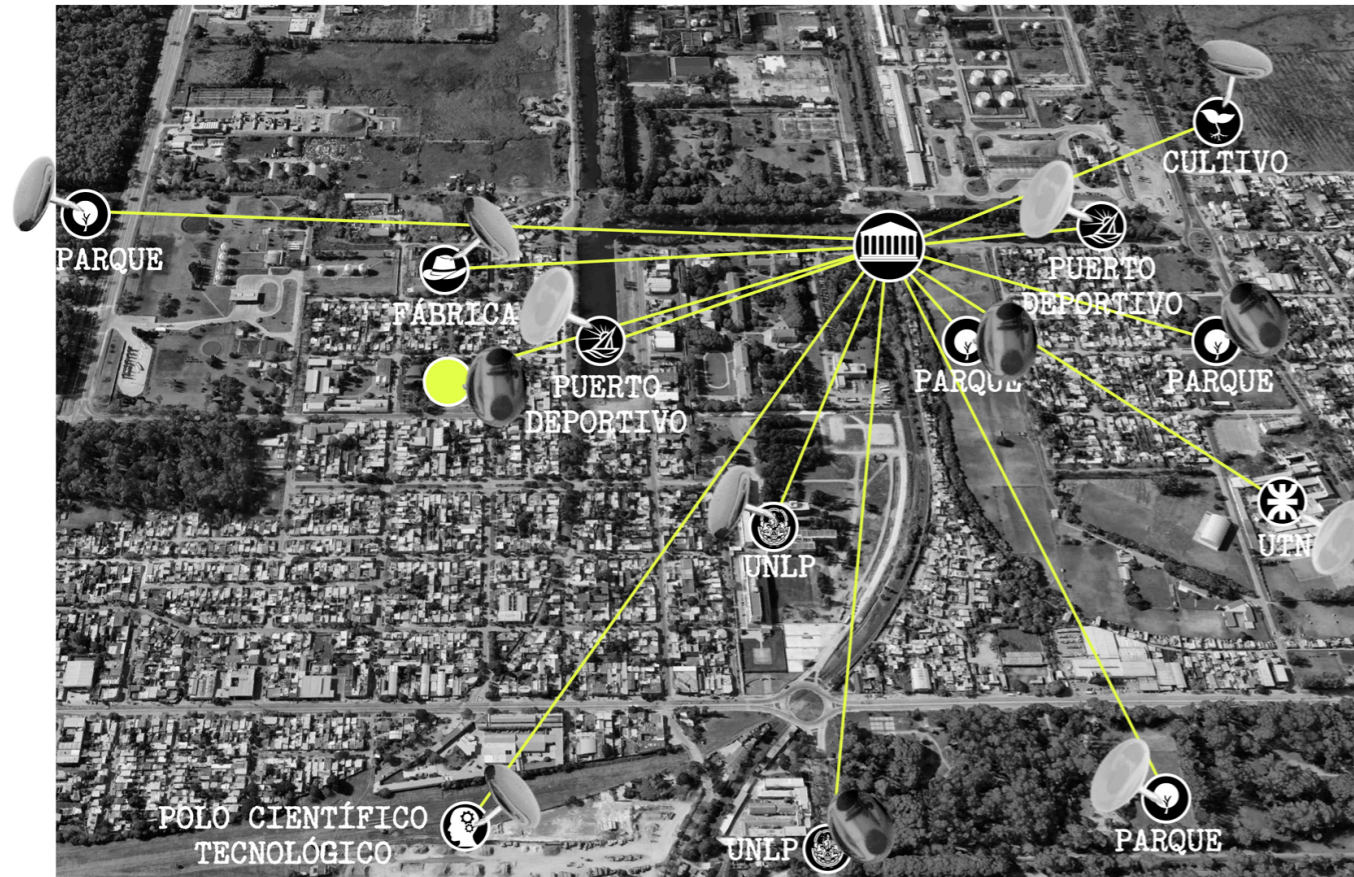 CULTIVO
PARQUE
PUERTO
DEPORTIVO
FÁBRICA
PUERTO
DEPORTIVO
PARQUE
PARQUE
UNLP
UTN
POLO CIENTÍFICO
TECNOLÓGICO
UNLP
PARQUE